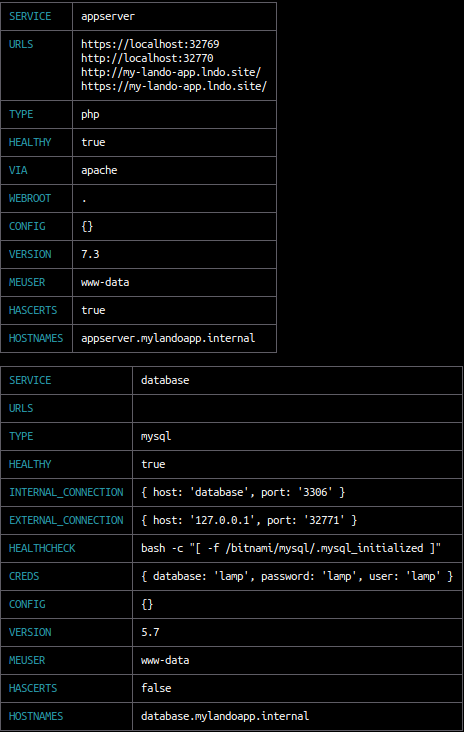 SERVICE appserver
URLS https://localhost:32769
http://localhost:32770
http://my-lando-app.lndo.site/
https://my-lando-app.lndo.site/
TYPE php
HEALTHY true
VIA apache
WEBROOT .
CONFIG {}
VERSION 7.3
MEUSER www-data
HASCERTS true
HOSTNAMES appserver.mylandoapp.internal
SERVICE database
URLS
TYPE mysql
HEALTHY true
INTERNAL_CONNECTION { host: 'database', port: '3306' }
EXTERNAL_CONNECTION { host: '127.0.0.1', port: '32771' }
HEALTHCHECK bash -c "[ -f /bitnami/mysql/.mysql_initialized ]"
CREDS { database: 'lamp', password: 'lamp', user: 'lamp' }
CONFIG {}
VERSION 5.7
MEUSER www-data
HASCERTS false
HOSTNAMES database.mylandoapp.internal